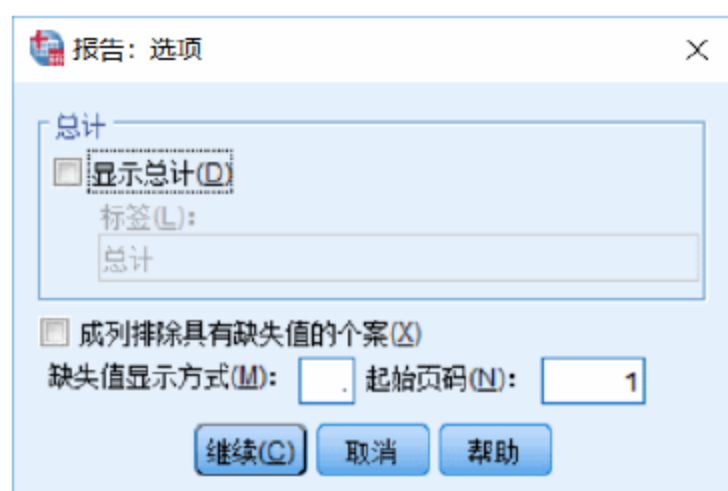 报告：选项
总计
显示总计(D)
标签(L)：
总计
成列排除具有缺失值的个案(X)
缺失值显示方式(M)： . 起始页码(N)： 1
继续(C) 取消 帮助